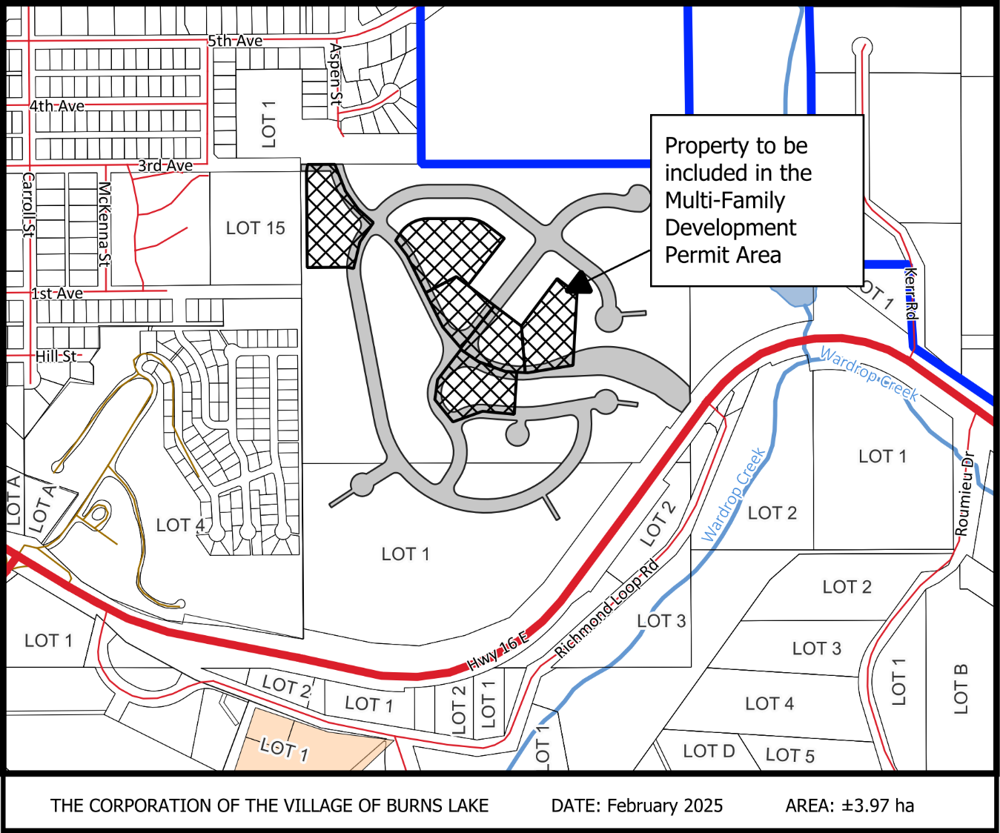 5th Ave
Aspen St
4th Ave
LOT 1
3rd Ave
Carroll St
Mckenna St
LOT 15
1st Ave
Hill St
Property to be
included in the
Multi-Family
Development
Permit Area
OT 1
Kerr Rd
Wardrop Creek
LOT A
LOT A
LOT 4
LOT 1
LOT 2
Wardrop Creek
LOT 2
LOT 1
Roumieu Dr
LOT 2
Richmond Loop Rd
LOT 3
Hwy 16 E
LOT 1
LOT 3
LOT 2
LOT 1
LOT 2
LOT 1
LOT 1
LOT B
LOT 4
LOT 1
LOT 1
LOT D
LOT 5
THE CORPORATION OF THE VILLAGE OF BURNS LAKE
DATE: February 2025
AREA: ±3.97 ha